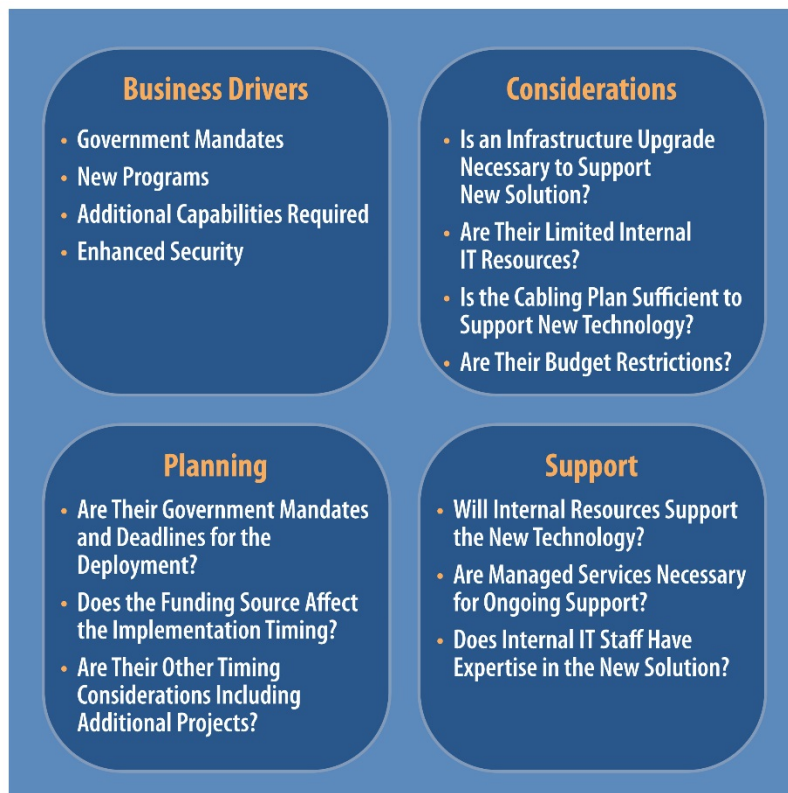 Business Drivers
• Government Mandates
• New Programs
• Additional Capabilities Required
• Enhanced Security
Considerations
• Is an Infrastructure Upgrade
Necessary to Support
New Solution?
• Are Their Limited Internal
IT Resources?
• Is the Cabling Plan Sufficient to
Support New Technology?
• Are Their Budget Restrictions?
Planning
• Are Their Government Mandates
and Deadlines for the
Deployment?
• Does the Funding Source Affect
the Implementation Timing?
• Are Their Other Timing
Considerations Including
Additional Projects?
Support
• Will Internal Resources Support
the New Technology?
• Are Managed Services Necessary
for Ongoing Support?
• Does Internal IT Staff Have
Expertise in the New Solution?